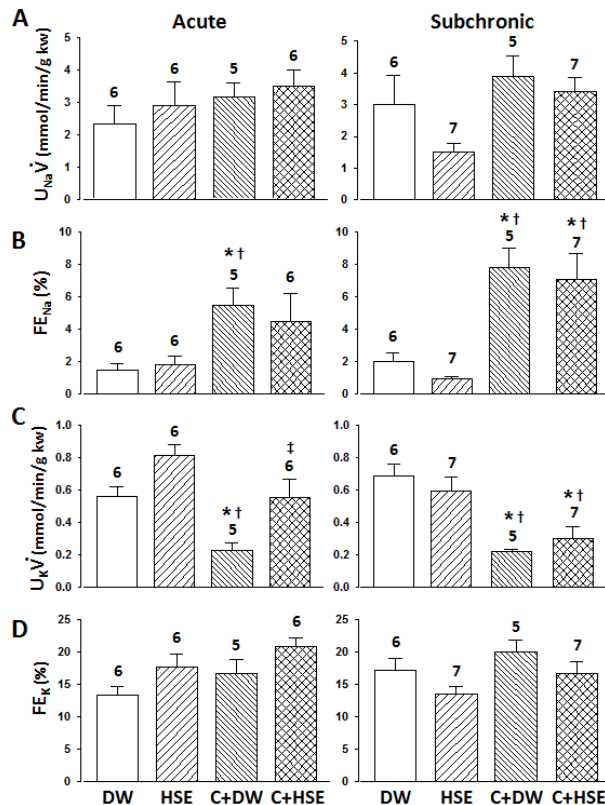 Acute Subchronic
A
U_Na V̇ (mmol/min/g kw)
5
4
3
2
1
0
6 6 5 6
5
4
3
2
1
0
6 7 5 7
B
FE_Na (%)
10
8
6
4
2
0
* †
6 6 5 6
10
8
6
4
2
0
* † * †
6 7 5 7
C
U_K V̇ (mmol/min/g kw)
1.0
0.8
0.6
0.4
0.2
0.0
* † ‡
6 6 5 6
1.0
0.8
0.6
0.4
0.2
0.0
* † * †
6 7 5 7
D
FE_K (%)
25
20
15
10
5
0
6 6 5 6
25
20
15
10
5
0
6 7 5 7
DW HSE C+DW C+HSE DW HSE C+DW C+HSE